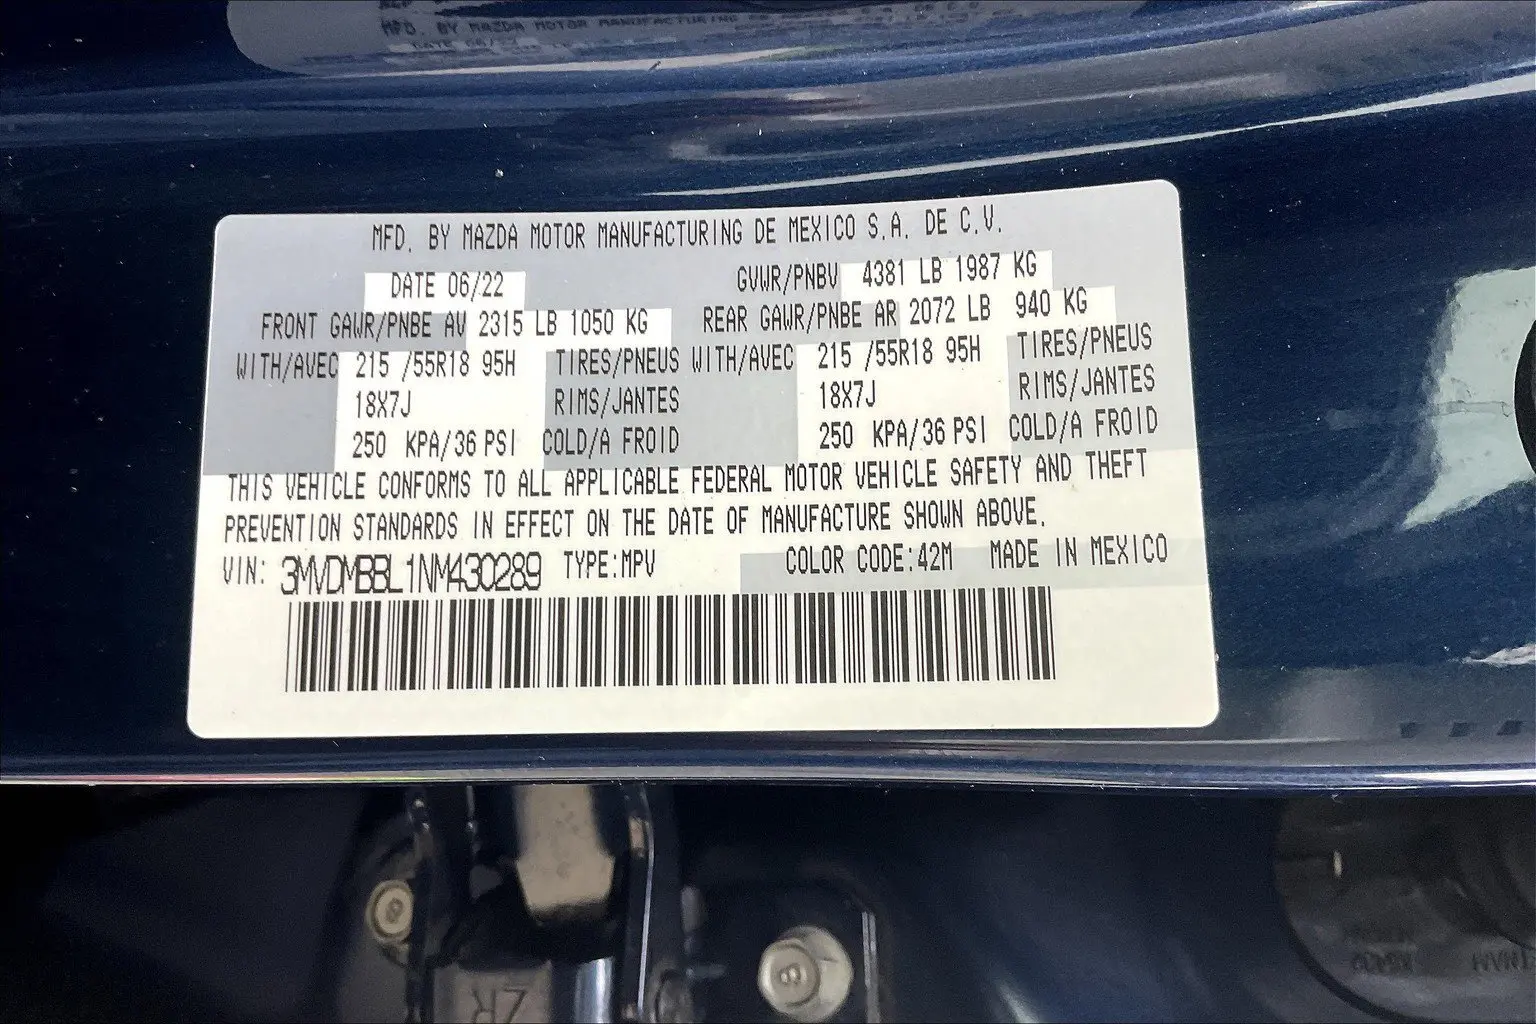 MFD. BY MAZDA MOTOR MANUFACTURING DE MEXICO S.A. DE C.V.
DATE 06/22 GVWR/PNBV 4381 LB 1987 KG
FRONT GAWR/PNBE AV 2315 LB 1050 KG REAR GAWR/PNBE AR 2072 LB 940 KG
WITH/AVEC 215 /55R18 95H TIRES/PNEUS WITH/AVEC 215 /55R18 95H TIRES/PNEUS
18X7J RIMS/JANTES 18X7J RIMS/JANTES
250 KPA/36 PSI COLD/A FROID 250 KPA/36 PSI COLD/A FROID
THIS VEHICLE CONFORMS TO ALL APPLICABLE FEDERAL MOTOR VEHICLE SAFETY AND THEFT
PREVENTION STANDARDS IN EFFECT ON THE DATE OF MANUFACTURE SHOWN ABOVE.
VIN: 3MVDMBBL1NM430289 TYPE:MPV COLOR CODE:42M MADE IN MEXICO